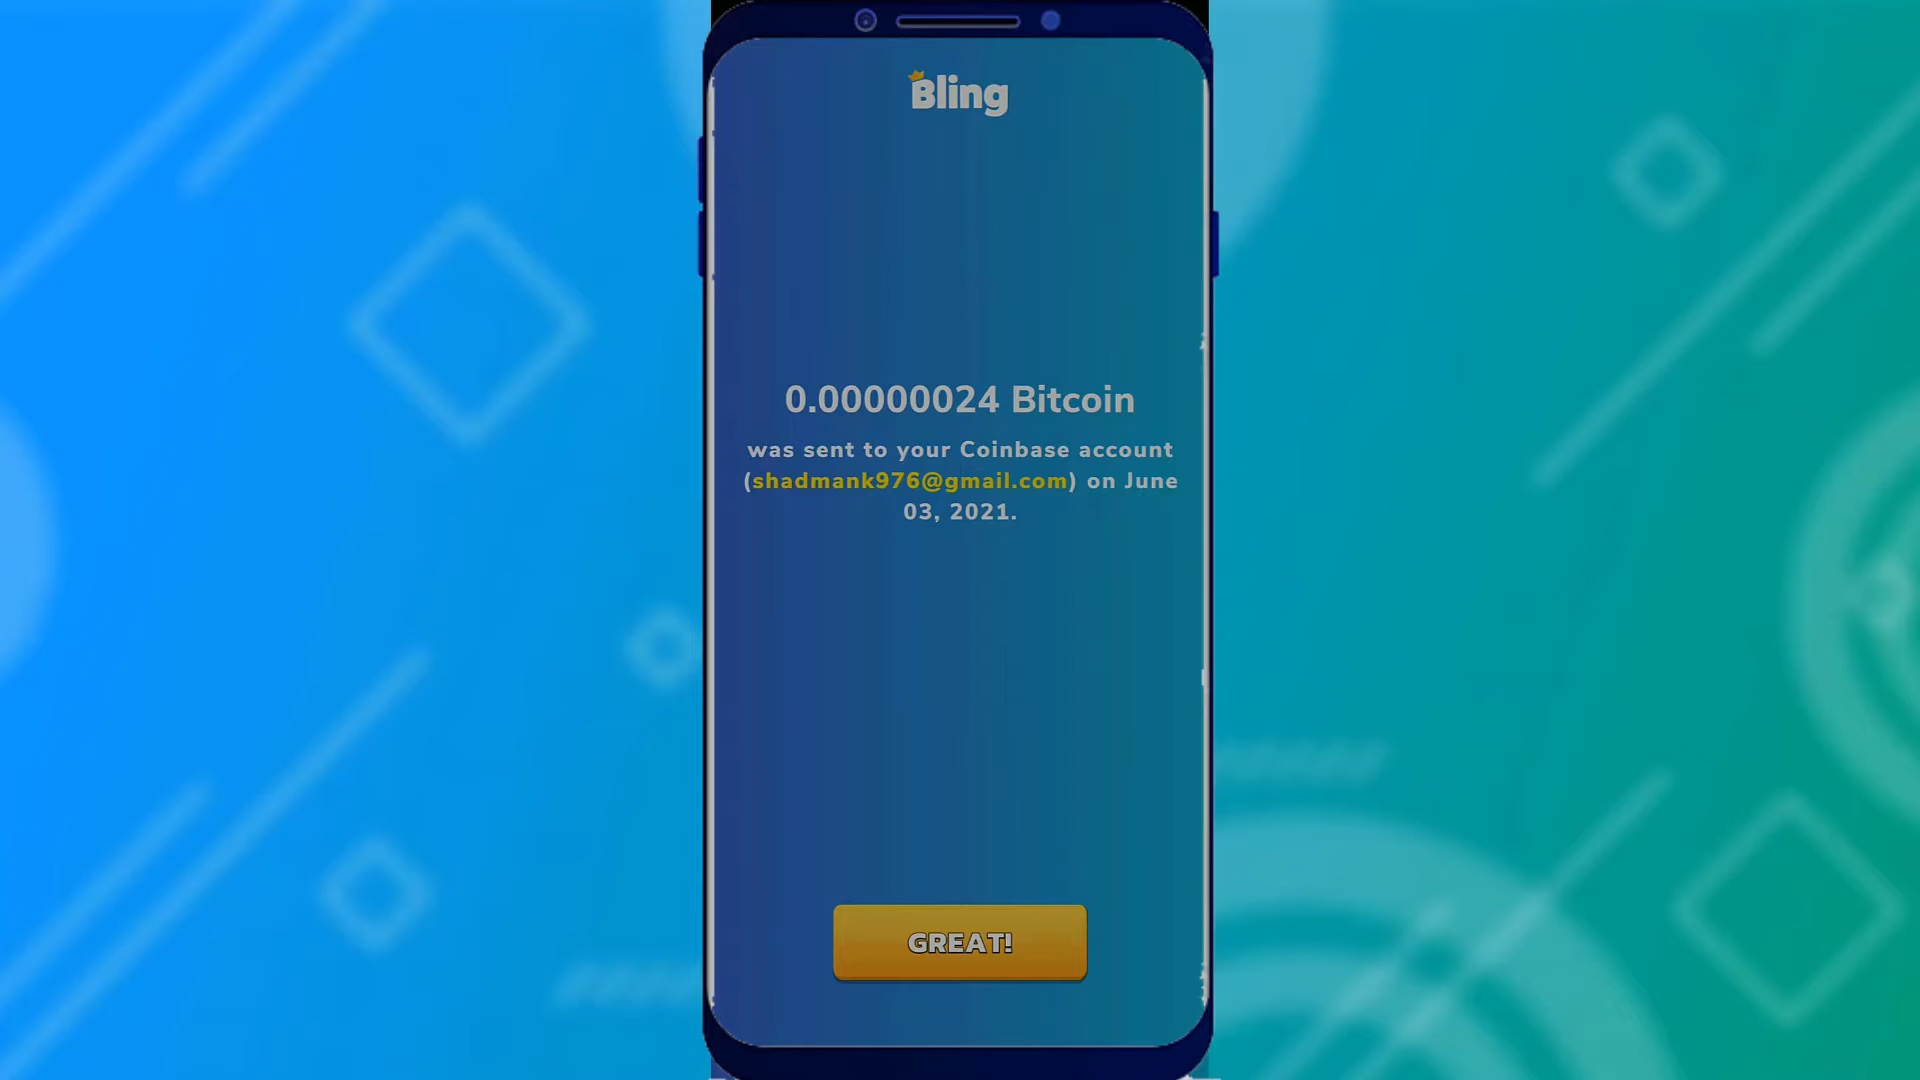 Bling
0.00000024 Bitcoin
was sent to your Coinbase account
(shadmank976@gmail.com) on June
03, 2021.
GREAT!